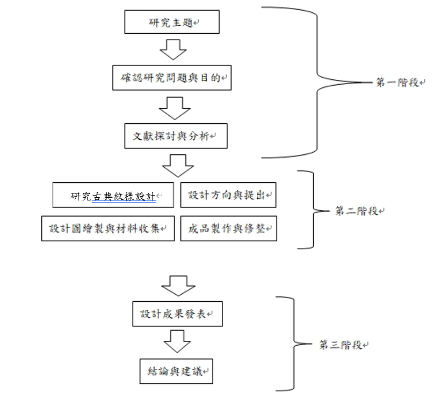 研究主題
確認研究問題與目的
文獻探討與分析
第一階段
研究古典紋樣設計
設計方向與提出
設計圖繪製與材料收集
成品製作與修整
第二階段
設計成果發表
結論與建議
第三階段